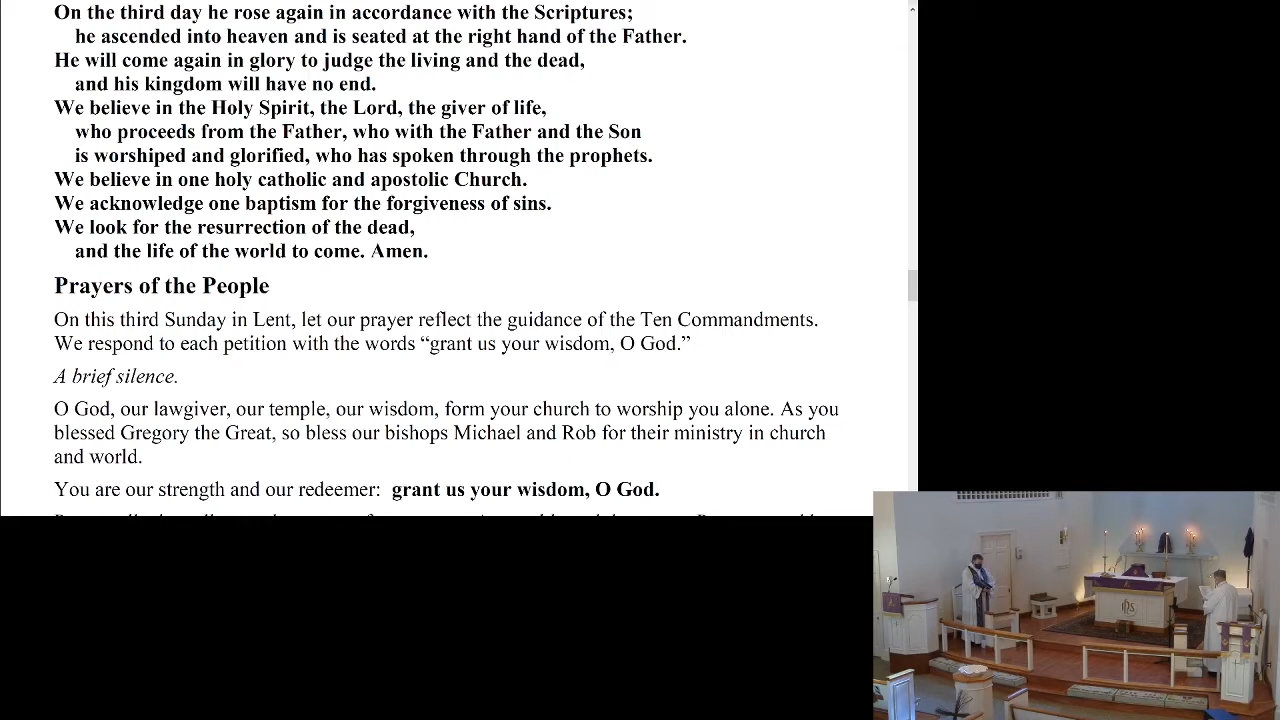 On the third day he rose again in accordance with the Scriptures;
he ascended into heaven and is seated at the right hand of the Father.
He will come again in glory to judge the living and the dead,
and his kingdom will have no end.
We believe in the Holy Spirit, the Lord, the giver of life,
who proceeds from the Father, who with the Father and the Son
is worshiped and glorified, who has spoken through the prophets.
We believe in one holy catholic and apostolic Church.
We acknowledge one baptism for the forgiveness of sins.
We look for the resurrection of the dead,
and the life of the world to come. Amen.
Prayers of the People
On this third Sunday in Lent, let our prayer reflect the guidance of the Ten Commandments.
We respond to each petition with the words “grant us your wisdom, O God.”
A brief silence.
O God, our lawgiver, our temple, our wisdom, form your church to worship you alone. As you
blessed Gregory the Great, so bless our bishops Michael and Rob for their ministry in church
and world.
You are our strength and our redeemer: grant us your wisdom, O God.